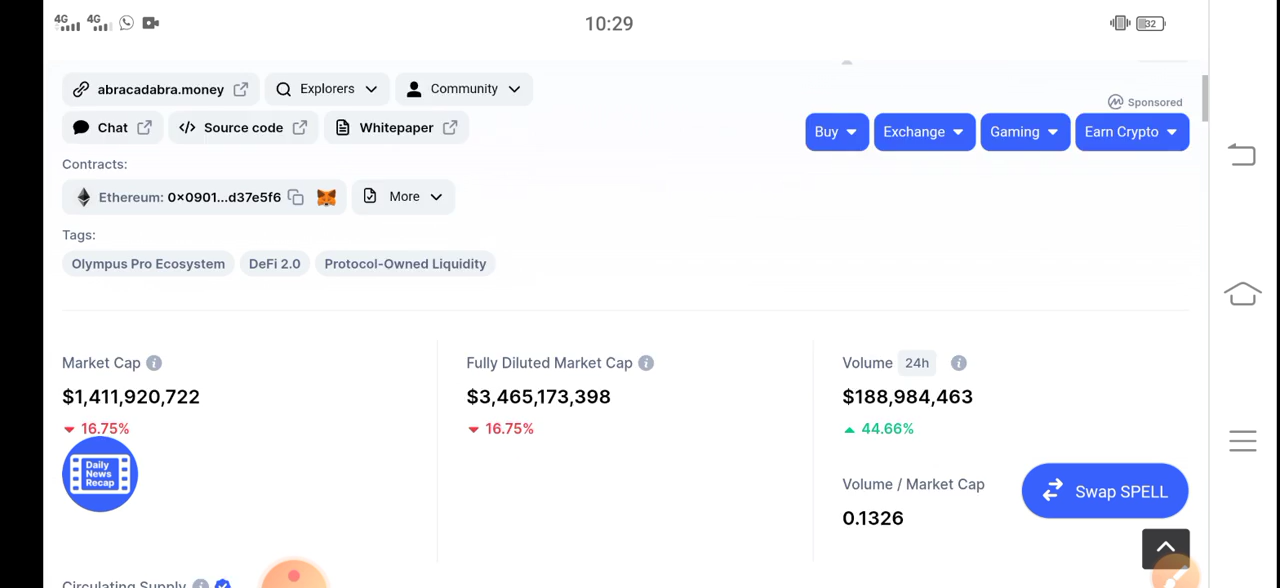 4G 4G 10:29 32
abracadabra.money Explorers Community
Sponsored
Chat Source code Whitepaper
Buy Exchange Gaming Earn Crypto
Contracts:
Ethereum: 0x0901...d37e5f6 More
Tags:
Olympus Pro Ecosystem DeFi 2.0 Protocol-Owned Liquidity
Market Cap Fully Diluted Market Cap Volume 24h
$1,411,920,722 $3,465,173,398 $188,984,463
16.75% 16.75% 44.66%
Daily
News
Recap
Volume / Market Cap
Swap SPELL
0.1326
Circulating Supply